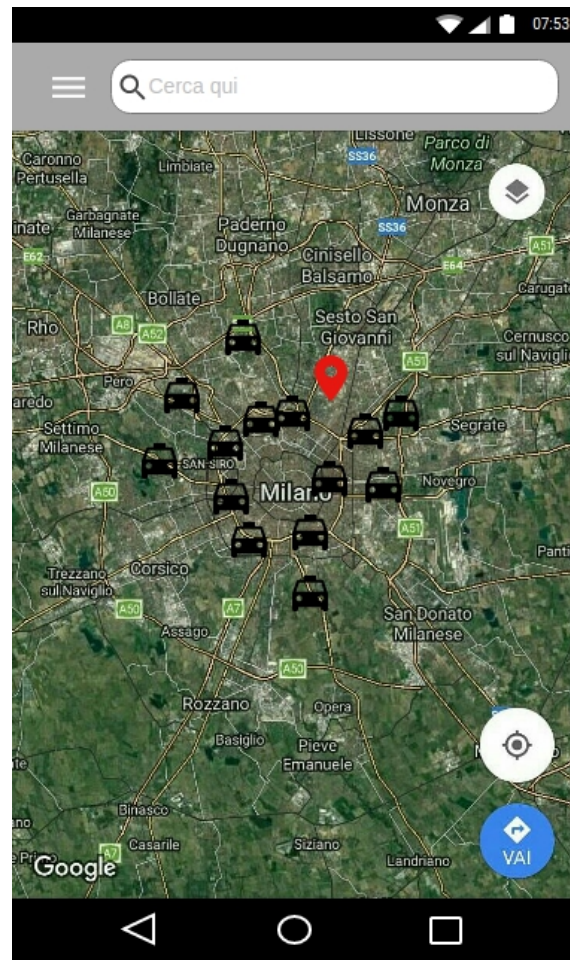 07:53
Cerca qui
Lissone
Parco di
Monza
SS36
Caronno
Pertusella
Limbiate
Monza
Garbagnate
Milanese
inate
Paderno
Dugnano
SS36
A51
E62
Cinisello
Balsamo
E64
Carugat
Bollate
Rho
A8
A52
Sesto San
Giovanni
Cernusco
sul Navigli
A51
Pero
aredo
Settimo
Milanese
Segrate
SAN SIRO
Novegro
A50
Milano
A51
Panti
Trezzano
sul Naviglio
Corsico
A50
A7
San Donato
Milanese
Assago
A50
Rozzano
Opera
Basiglio
Pieve
Emanuele
Binasco
A7
Casarile
Siziano
Landriano
VAI
Google